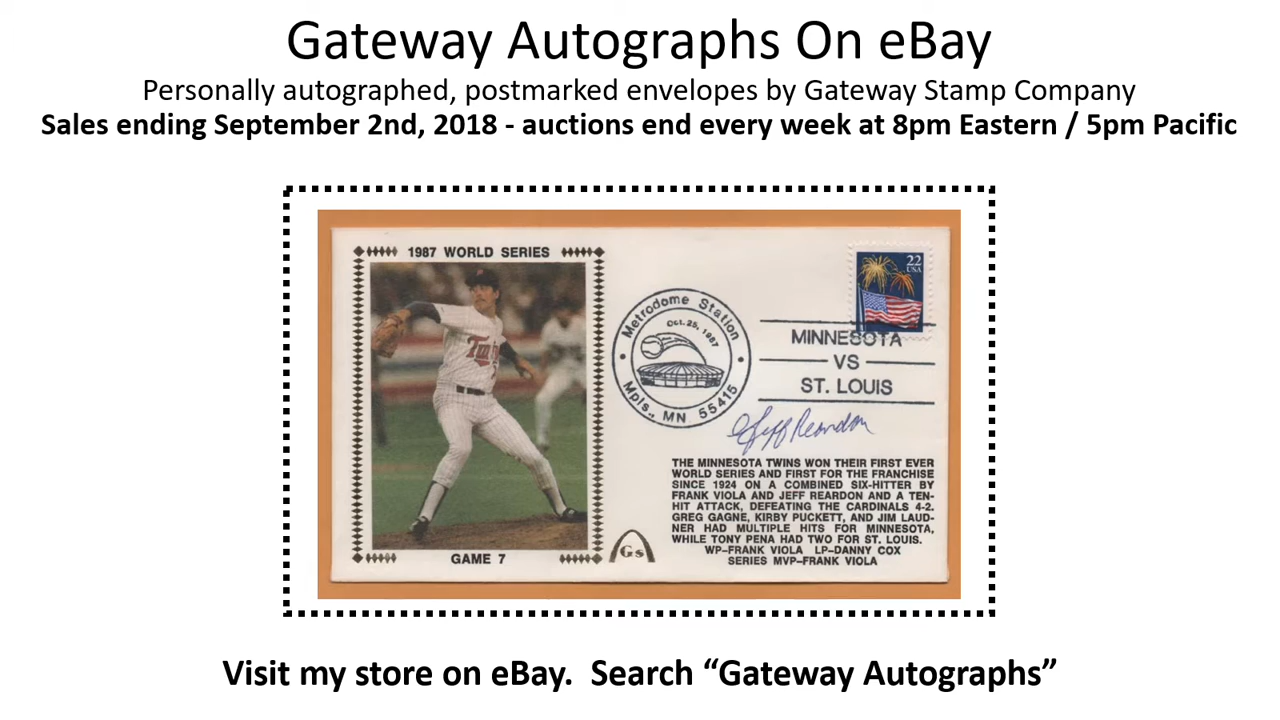 Gateway Autographs On eBay
Personally autographed, postmarked envelopes by Gateway Stamp Company
Sales ending September 2nd, 2018 - auctions end every week at 8pm Eastern / 5pm Pacific
1987 WORLD SERIES
Twins
GAME 7
Metrodome Station
Oct. 25, 1987
Mpls., MN 55415
22
USA
MINNESOTA
VS
ST. LOUIS
Jeff Reardon
THE MINNESOTA TWINS WON THEIR FIRST EVER
WORLD SERIES AND FIRST FOR THE FRANCHISE
SINCE 1924 ON A COMBINED SIX-HITTER BY
FRANK VIOLA AND JEFF REARDON AND A TEN-
HIT ATTACK, DEFEATING THE CARDINALS 4-2.
GREG GAGNE, KIRBY PUCKETT, AND JIM LAUD-
NER HAD MULTIPLE HITS FOR MINNESOTA,
WHILE TONY PENA HAD TWO FOR ST. LOUIS.
WP-FRANK VIOLA LP-DANNY COX
SERIES MVP-FRANK VIOLA
Gs
Visit my store on eBay. Search “Gateway Autographs”